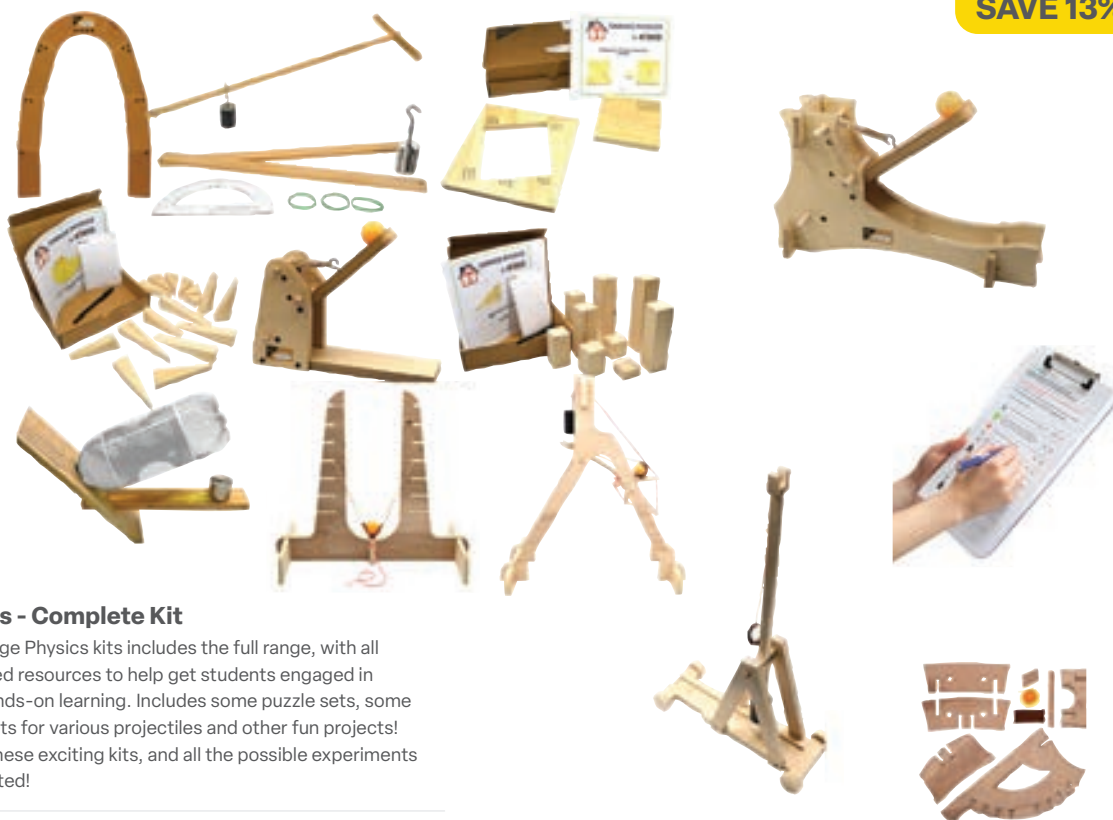 SAVE 13%
s - Complete Kit
ge Physics kits includes the full range, with all
ed resources to help get students engaged in
nds-on learning. Includes some puzzle sets, some
ts for various projectiles and other fun projects!
hese exciting kits, and all the possible experiments
ted!